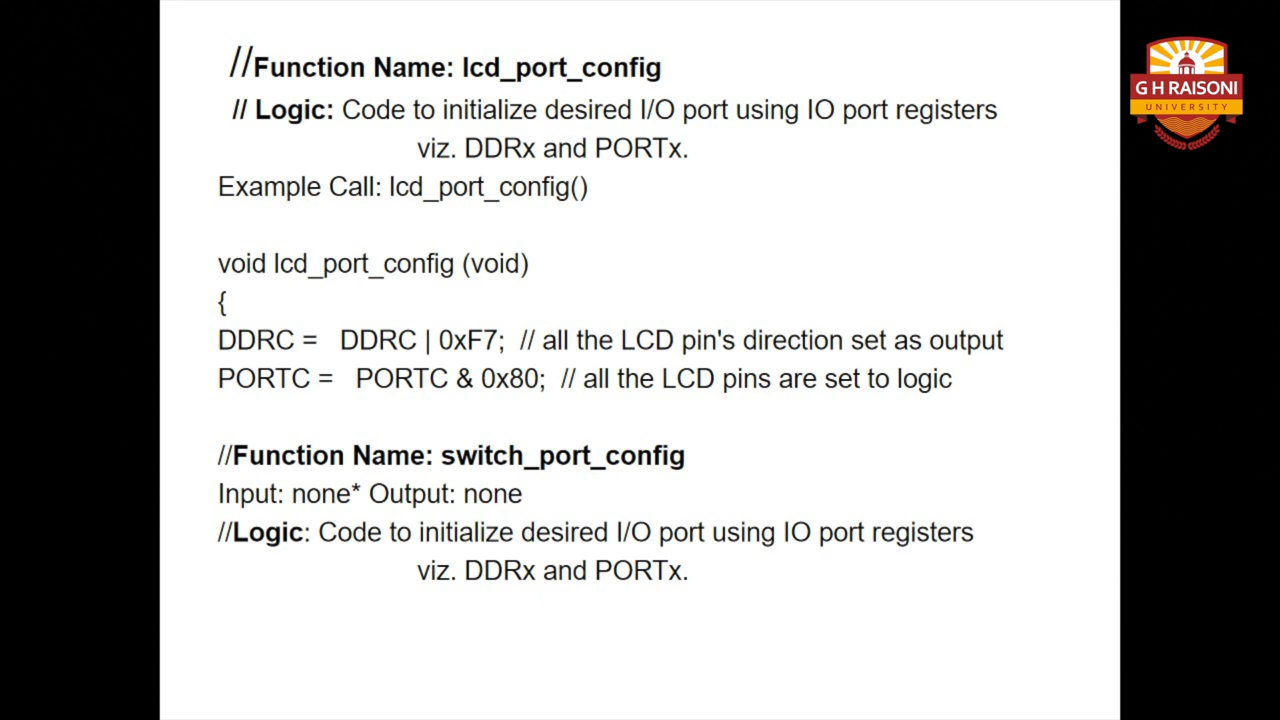 //Function Name: lcd_port_config
// Logic: Code to initialize desired I/O port using IO port registers
viz. DDRx and PORTx.
Example Call: lcd_port_config()
void lcd_port_config (void)
{
DDRC = DDRC | 0xF7; // all the LCD pin's direction set as output
PORTC = PORTC & 0x80; // all the LCD pins are set to logic
//Function Name: switch_port_config
Input: none* Output: none
//Logic: Code to initialize desired I/O port using IO port registers
viz. DDRx and PORTx.
G H RAISONI
UNIVERSITY